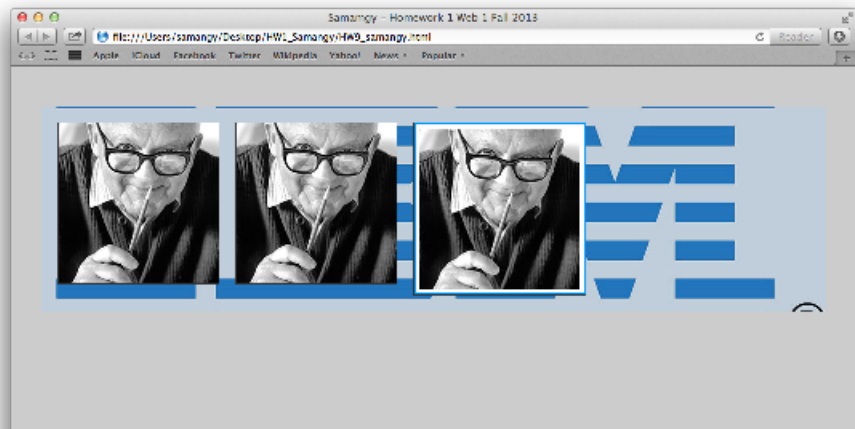 Samamgy – Homework 1 Web 1 Fall 2013
file:///Users/samangy/Desktop/HW1_Samangy/HW9_samangy.html
Reader
Apple iCloud Facebook Twitter Wikipedia Yahoo! News Popular